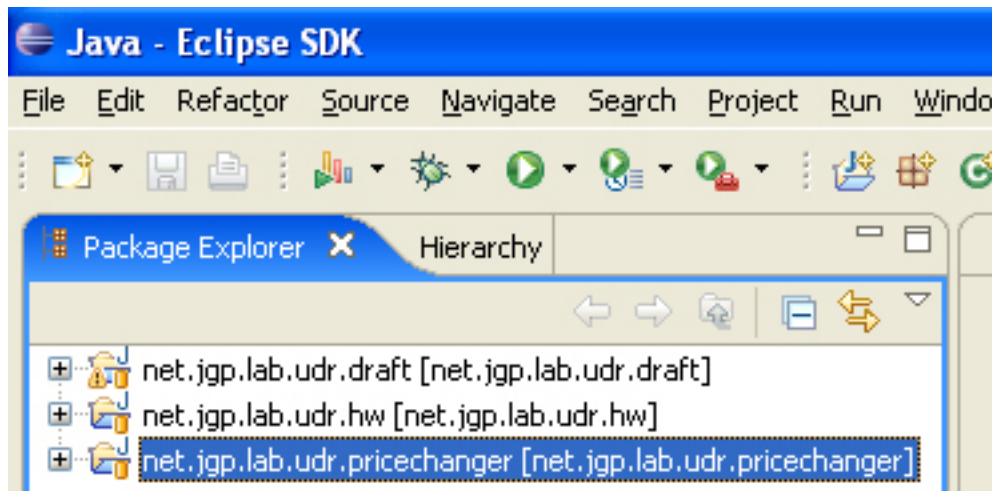 Java - Eclipse SDK
File Edit Refactor Source Navigate Search Project Run Windo
Package Explorer Hierarchy
net.jgp.lab.udr.draft [net.jgp.lab.udr.draft]
net.jgp.lab.udr.hw [net.jgp.lab.udr.hw]
net.jgp.lab.udr.pricechanger [net.jgp.lab.udr.pricechanger]